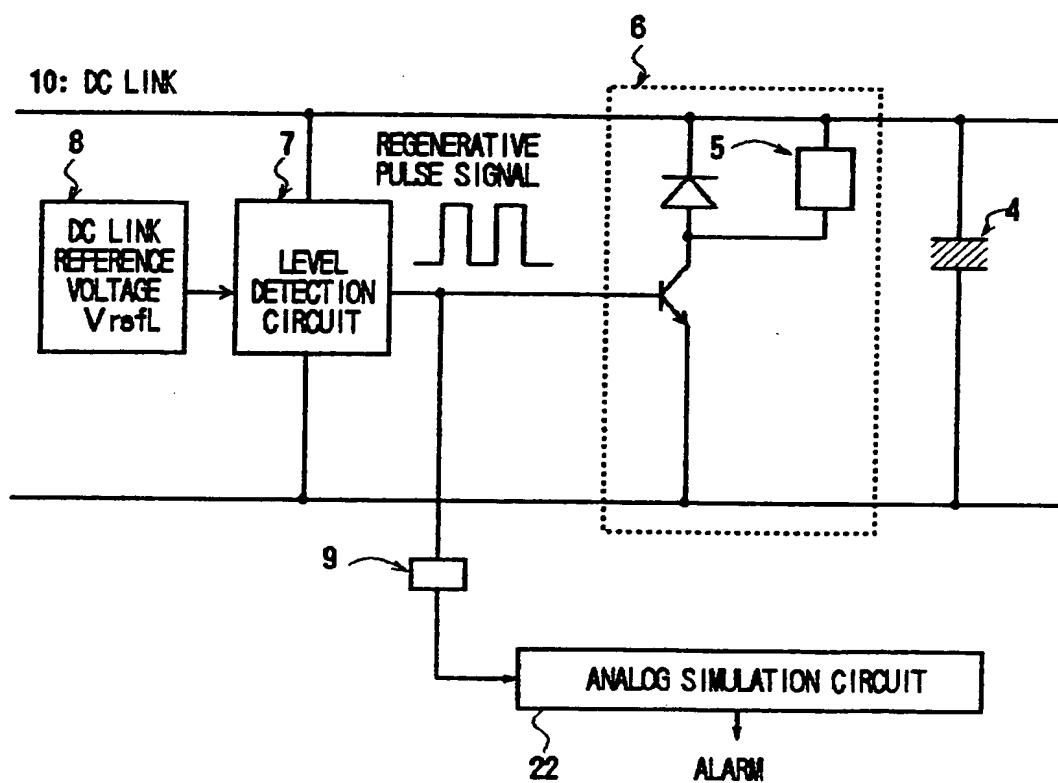 6
10: DC LINK
8
7
REGENERATIVE
PULSE SIGNAL
5
4
DC LINK
REFERENCE
VOLTAGE
VrefL
LEVEL
DETECTION
CIRCUIT
9
ANALOG SIMULATION CIRCUIT
22
ALARM